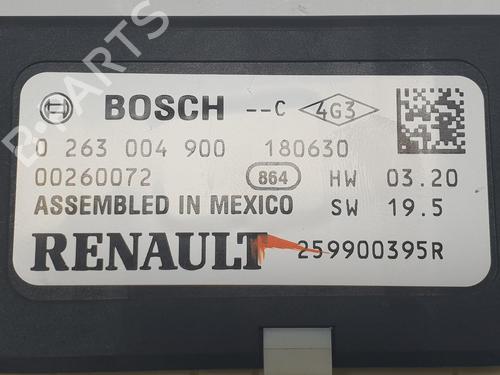 BOSCH --C 4G3
0 263 004 900 180630
00260072 864 HW 03.20
ASSEMBLED IN MEXICO SW 19.5
RENAULT 259900395R
B-PARTS